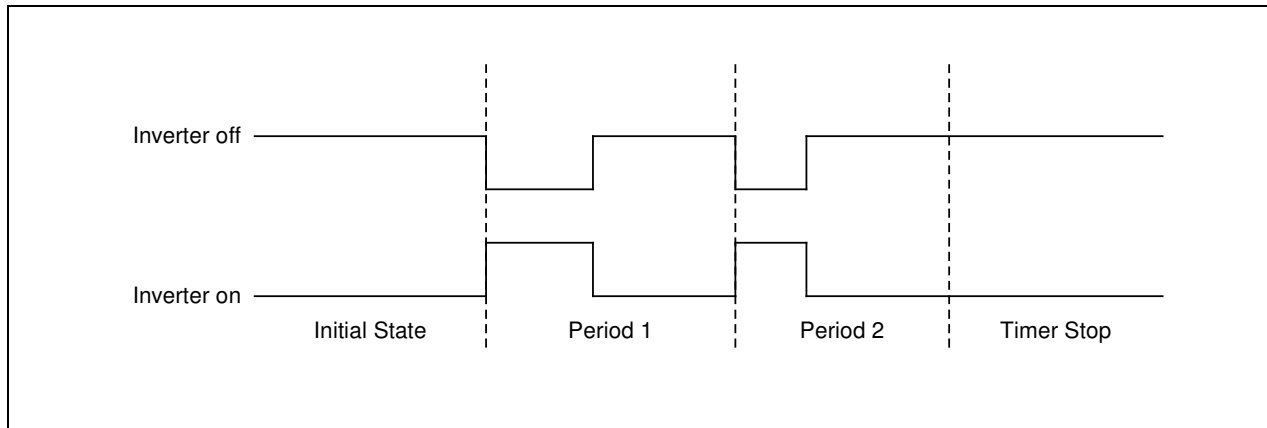 Inverter off
Inverter on
Initial State
Period 1
Period 2
Timer Stop